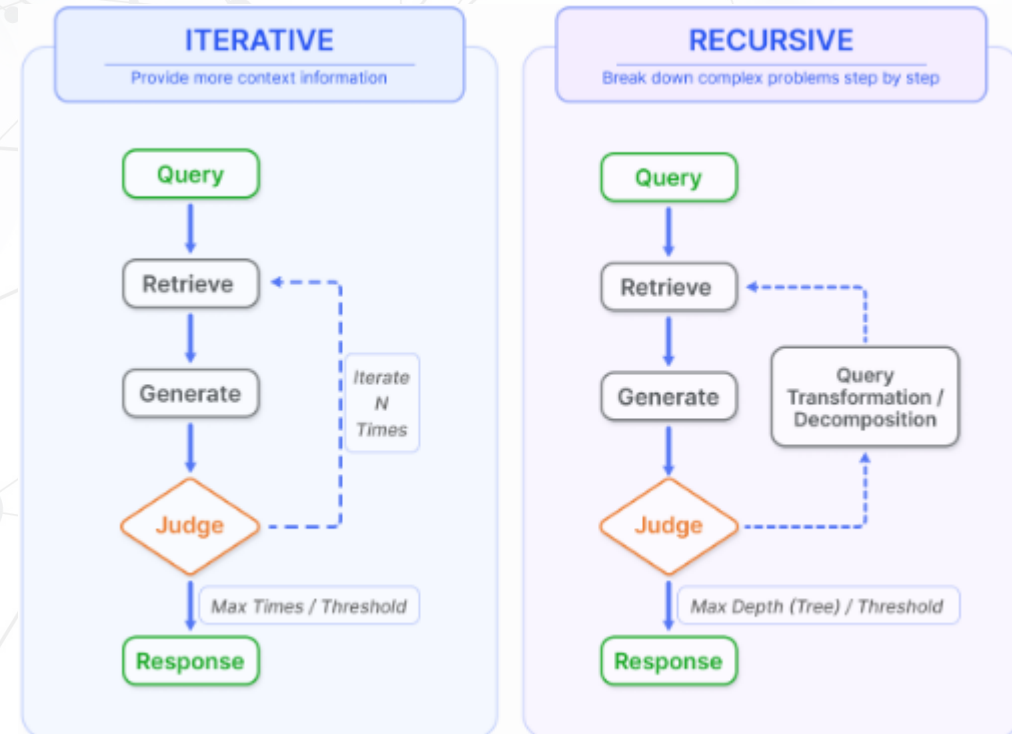 ITERATIVE
Provide more context information
Query
Retrieve
Generate
Iterate
N
Times
Judge
Max Times / Threshold
Response
RECURSIVE
Break down complex problems step by step
Query
Retrieve
Generate
Query
Transformation /
Decomposition
Judge
Max Depth (Tree) / Threshold
Response